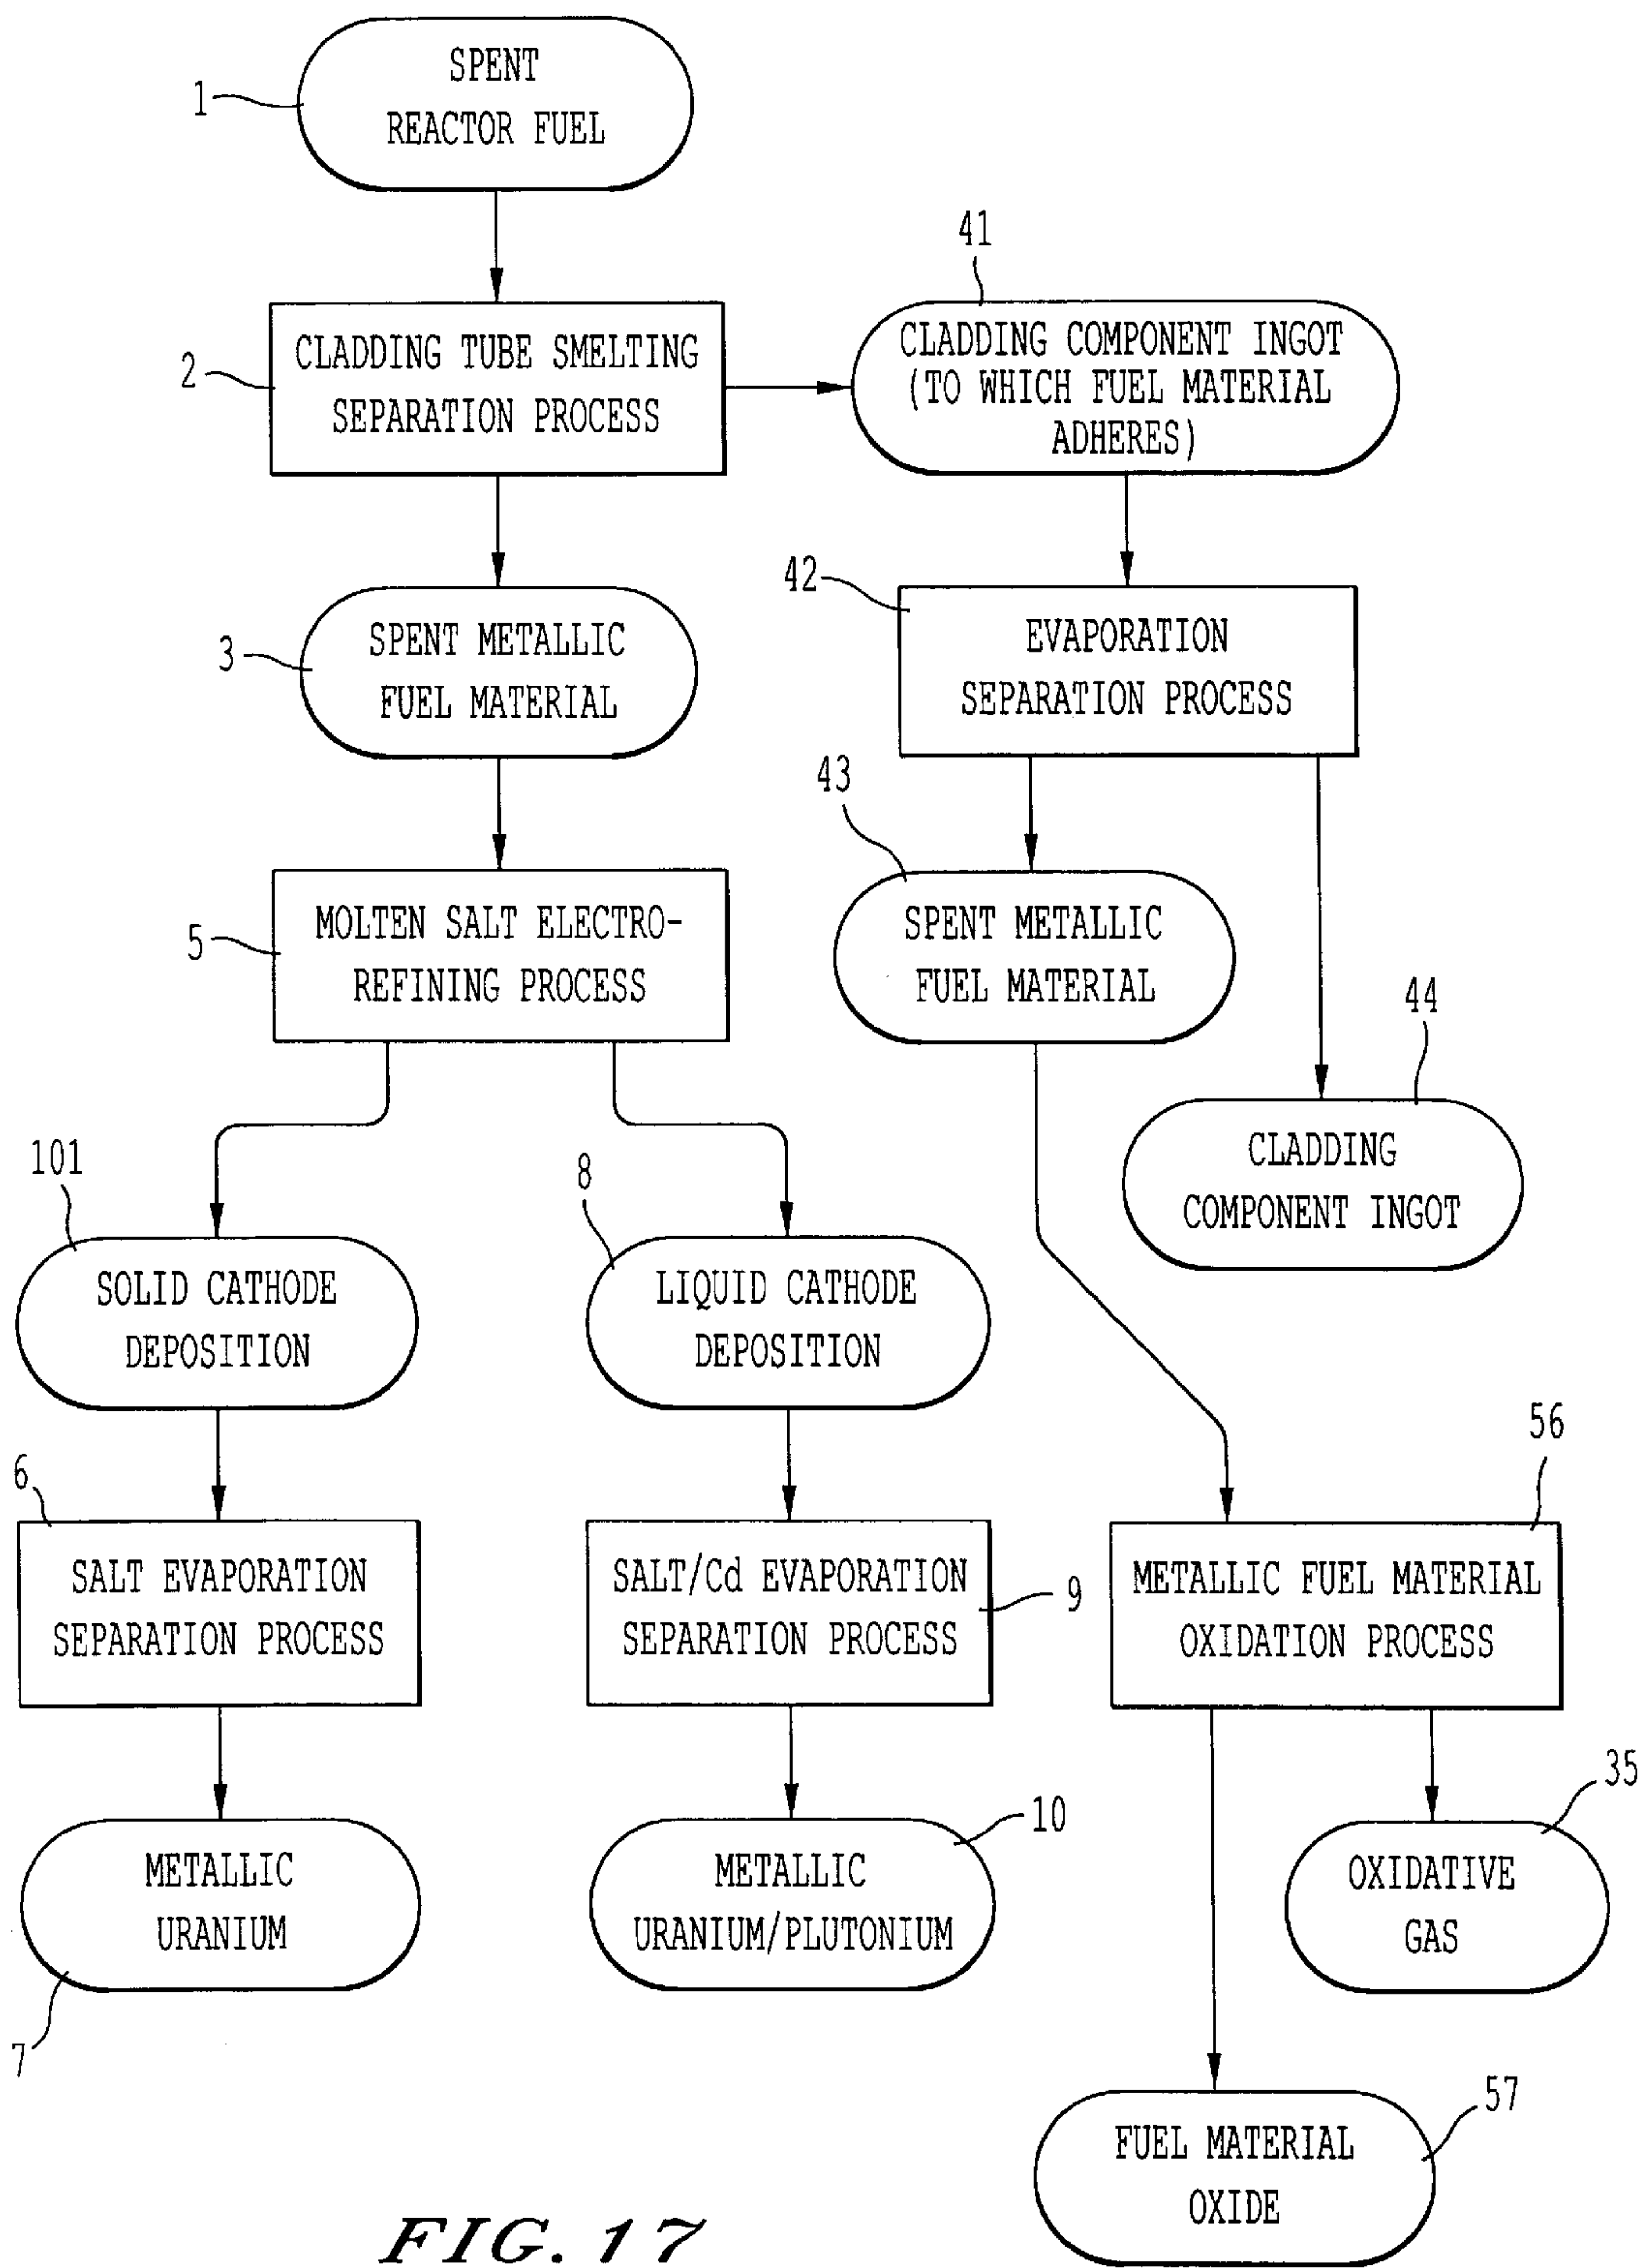 SPENT
REACTOR FUEL
1
CLADDING TUBE SMELTING
SEPARATION PROCESS
2
41
CLADDING COMPONENT INGOT
(TO WHICH FUEL MATERIAL
ADHERES)
SPENT METALLIC
FUEL MATERIAL
3
42
EVAPORATION
SEPARATION PROCESS
43
SPENT METALLIC
FUEL MATERIAL
MOLTEN SALT ELECTRO-
REFINING PROCESS
5
44
CLADDING
COMPONENT INGOT
101
SOLID CATHODE
DEPOSITION
8
LIQUID CATHODE
DEPOSITION
6
SALT EVAPORATION
SEPARATION PROCESS
SALT/Cd EVAPORATION
SEPARATION PROCESS
9
56
METALLIC FUEL MATERIAL
OXIDATION PROCESS
METALLIC
URANIUM
7
10
METALLIC
URANIUM/PLUTONIUM
35
OXIDATIVE
GAS
57
FUEL MATERIAL
OXIDE
FIG. 17